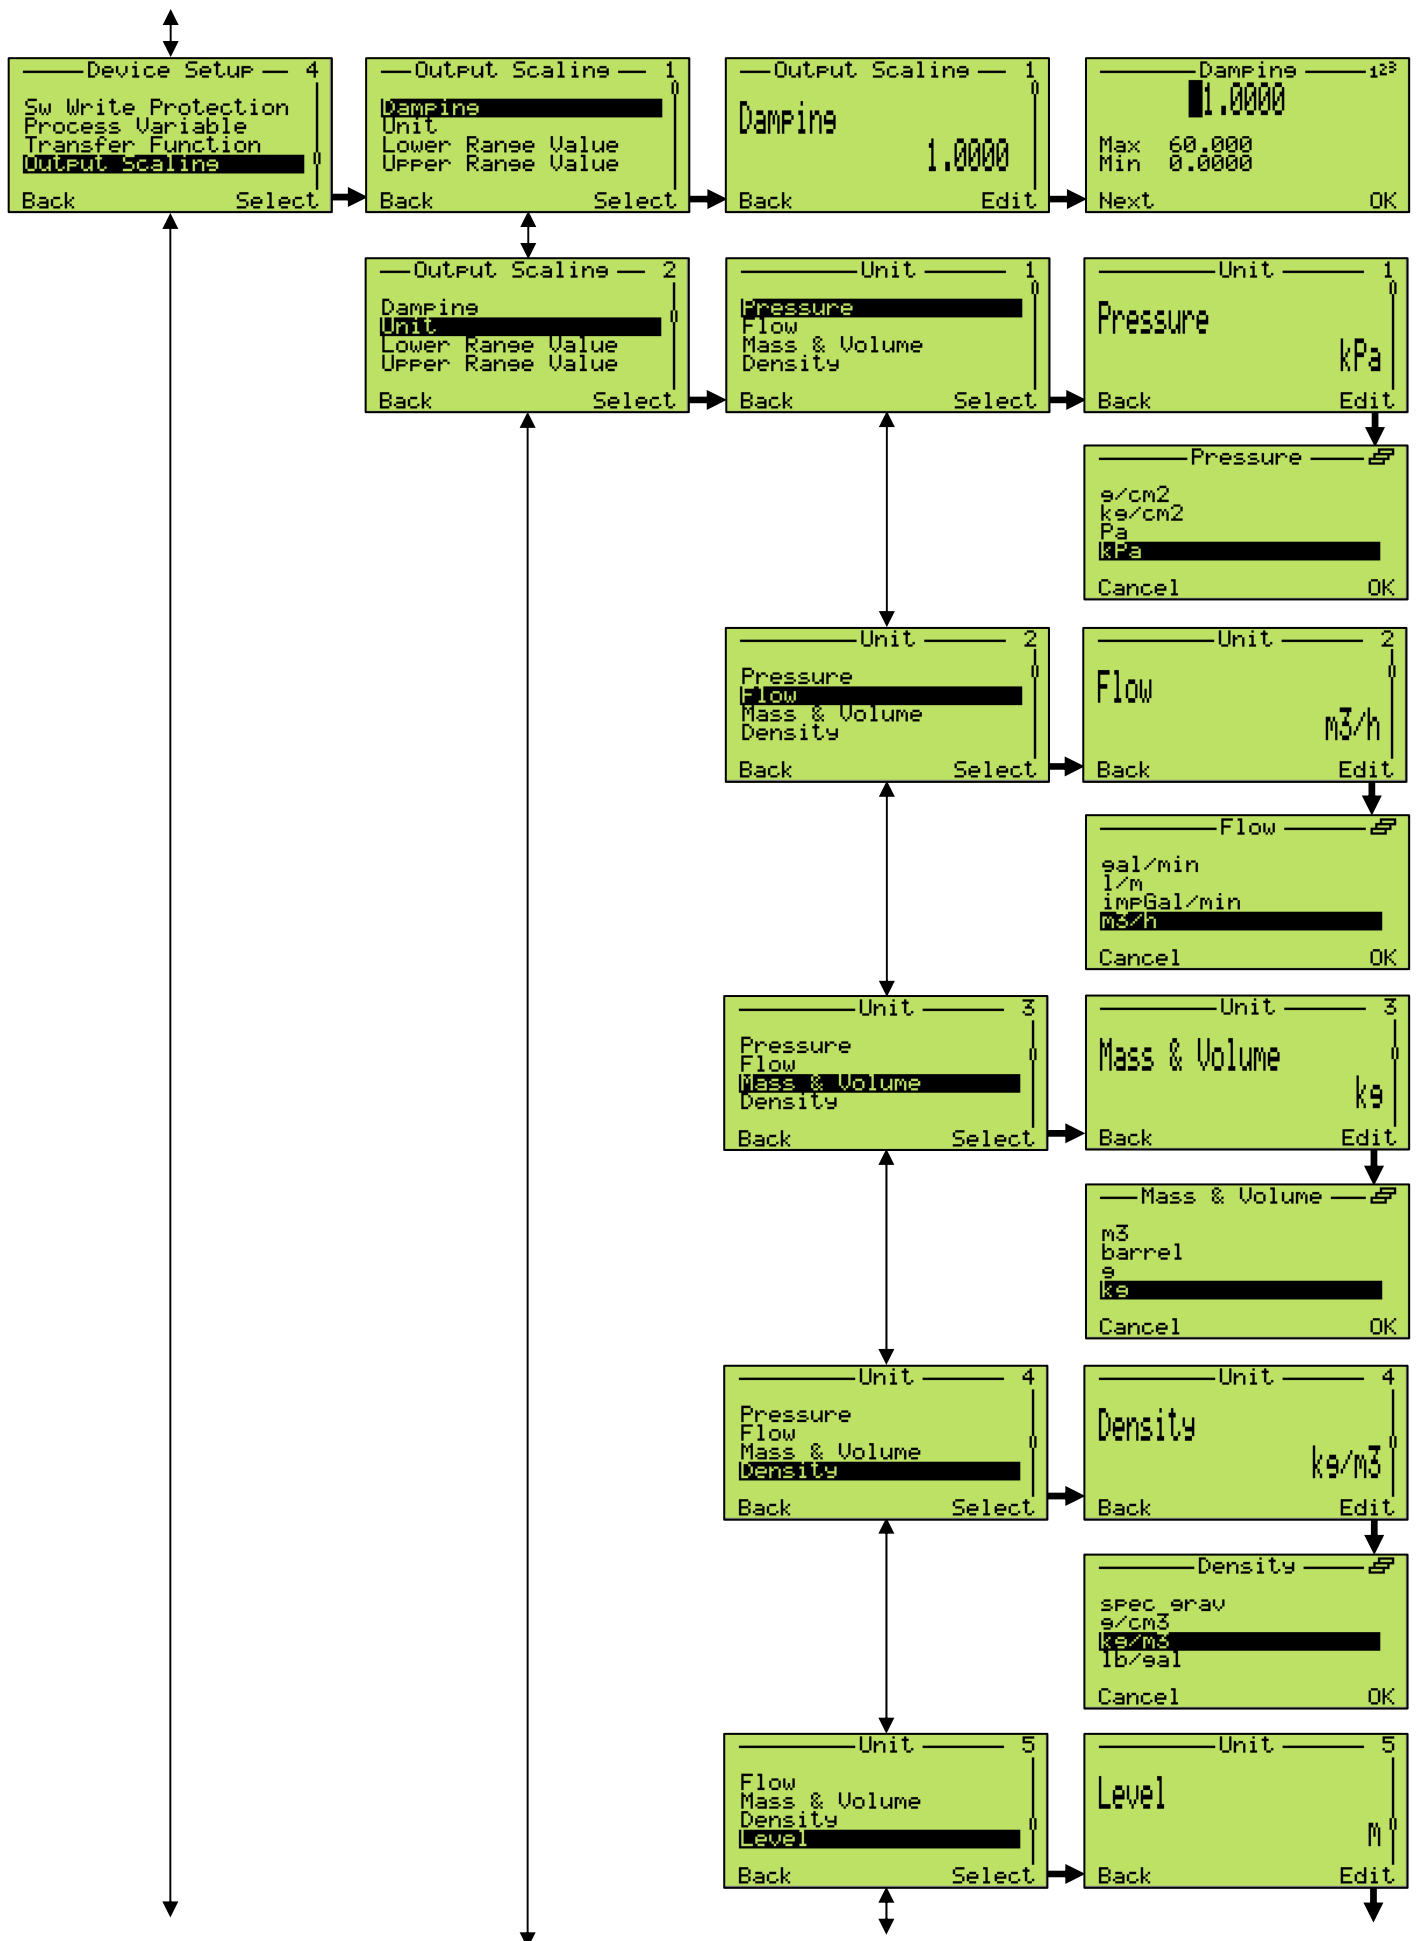 Device Setup 4
Sw Write Protection
Process Variable
Transfer Function
Output Scaling
Back Select
Output Scaling 1
Damping
Unit
Lower Range Value
Upper Range Value
Back Select
Output Scaling 1
Damping
1.0000
Back Edit
Damping 123
1.0000
Max 60.000
Min 0.0000
Next OK
Output Scaling 2
Damping
Unit
Lower Range Value
Upper Range Value
Back Select
Unit 1
Pressure
Flow
Mass & Volume
Density
Back Select
Unit 1
Pressure
kPa
Back Edit
Pressure
g/cm2
kg/cm2
Pa
kPa
Cancel OK
Unit 2
Pressure
Flow
Mass & Volume
Density
Back Select
Unit 2
Flow
m3/h
Back Edit
Flow
gal/min
l/m
impGal/min
m3/h
Cancel OK
Unit 3
Pressure
Flow
Mass & Volume
Density
Back Select
Unit 3
Mass & Volume
kg
Back Edit
Mass & Volume
m3
barrel
g
kg
Cancel OK
Unit 4
Pressure
Flow
Mass & Volume
Density
Back Select
Unit 4
Density
kg/m3
Back Edit
Density
spec grav
g/cm3
kg/m3
lb/gal
Cancel OK
Unit 5
Flow
Mass & Volume
Density
Level
Back Select
Unit 5
Level
m
Back Edit